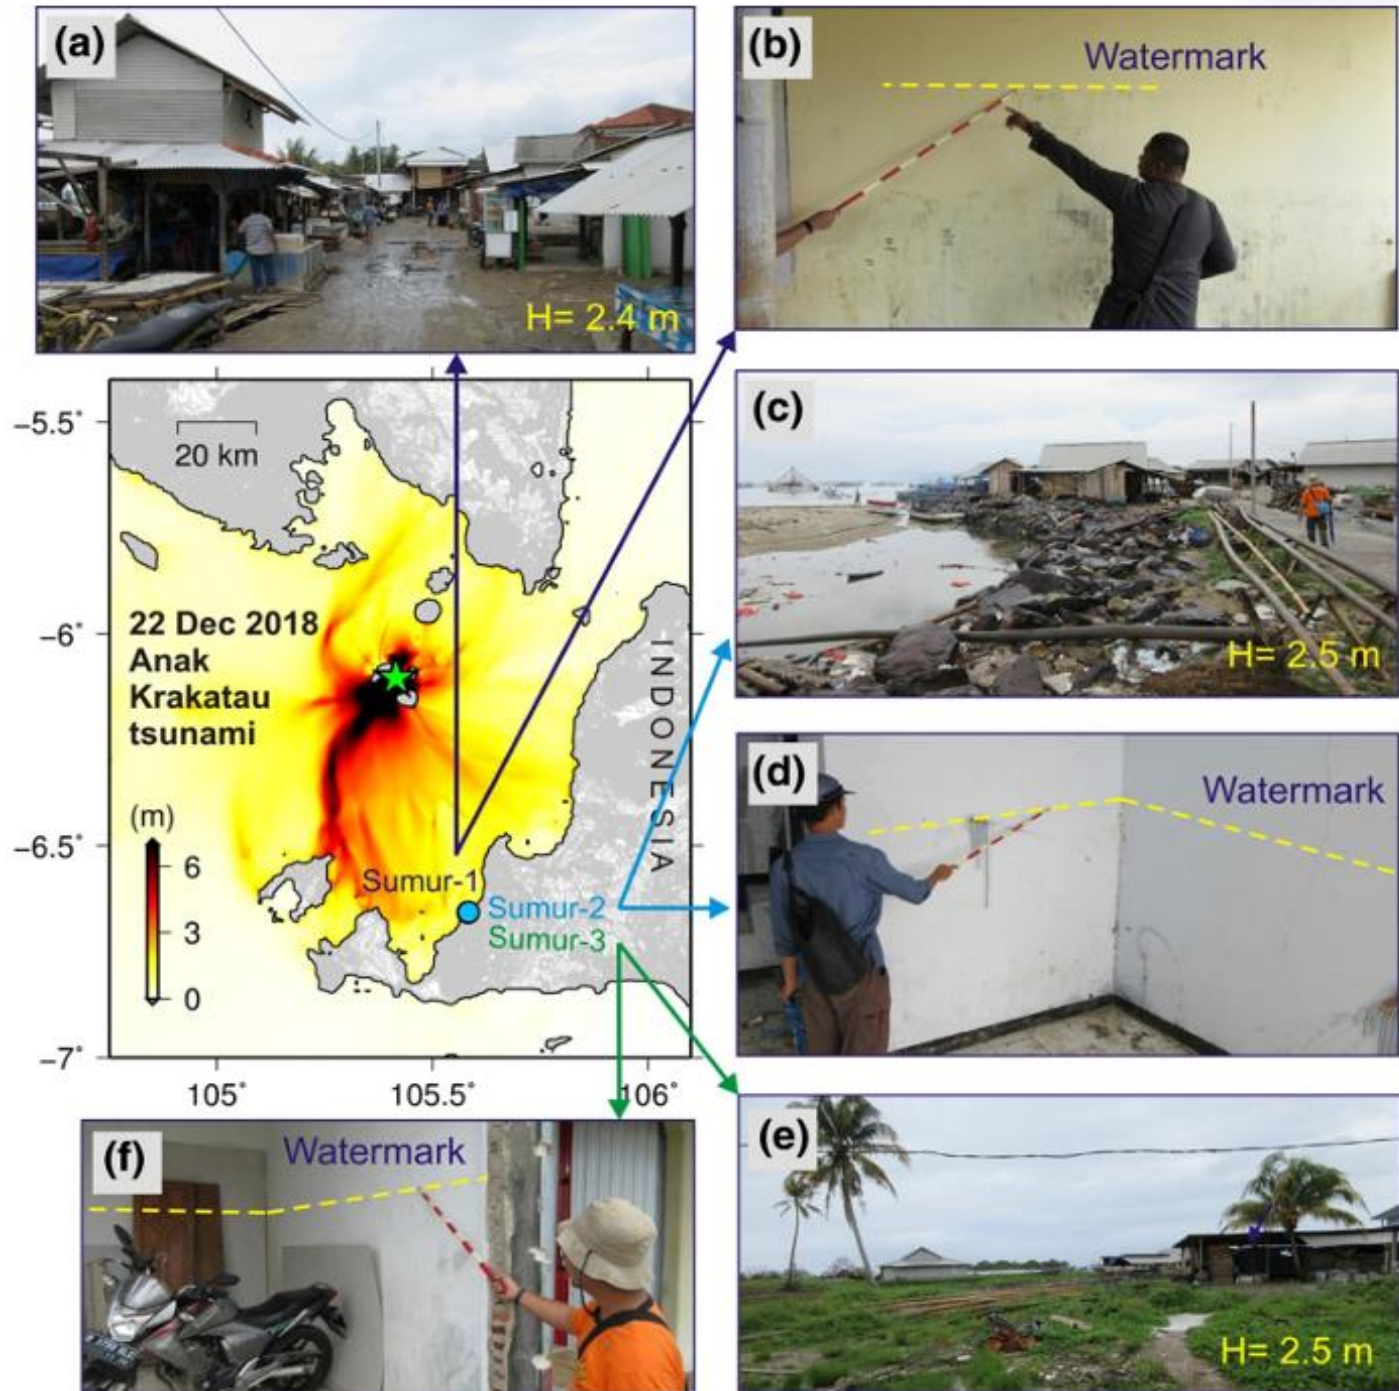 (a)
H= 2.4 m
(b)
Watermark
(c)
H= 2.5 m
(d)
Watermark
(e)
H= 2.5 m
(f)
Watermark
−5.5˚
−6˚
−6.5˚
−7˚
105˚
105.5˚
106˚
20 km
22 Dec 2018
Anak
Krakatau
tsunami
(m)
6
3
0
INDONESIA
Sumur-1
Sumur-2
Sumur-3